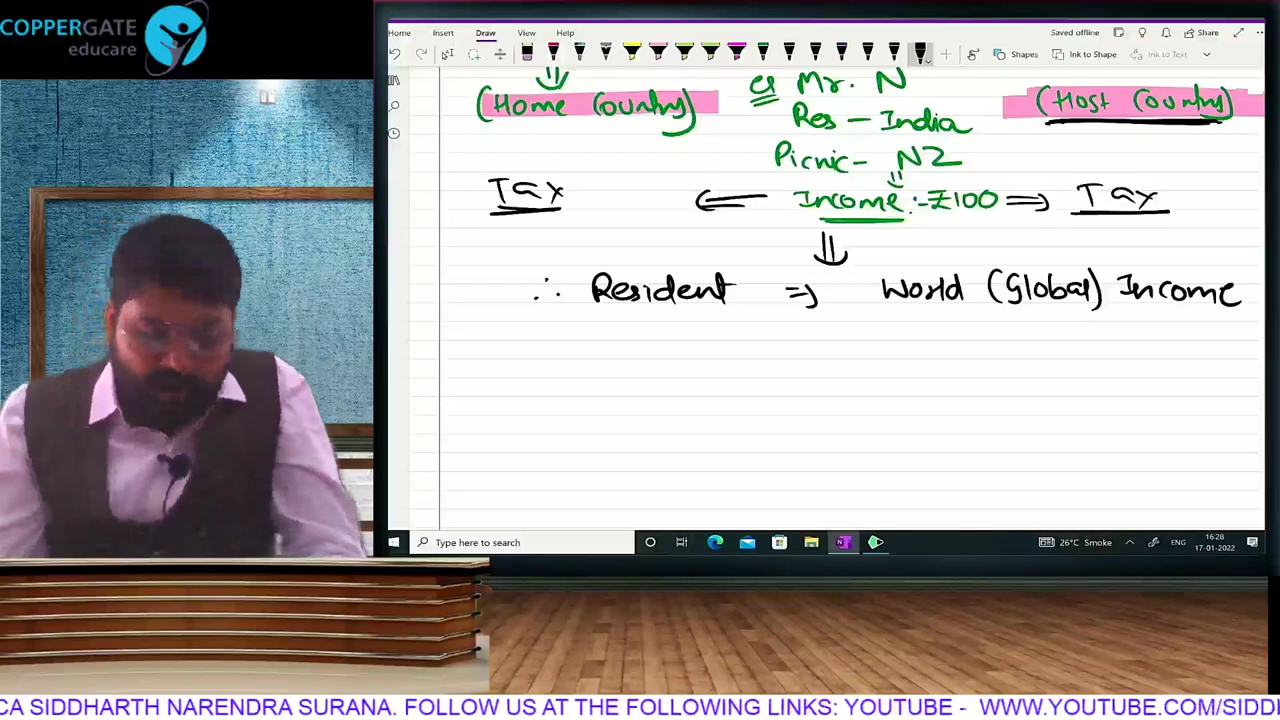 COPPERGATE
educare
Home Insert Draw View Help
Saved offline
Share
Shapes
Ink to Shape
Ink to Text
(Home Country)
eg Mr. N
(Host Country)
Res - India
Picnic- NZ
Tax
⇐ Income :- ₹100 ⇒
Tax
⇓
∴ Resident ⇒ World (Global) Income
Type here to search
26°C Smoke
ENG
16:28
17-01-2022
CA SIDDHARTH NARENDRA SURANA. FOLLOW US AT THE FOLLOWING LINKS: YOUTUBE - WWW.YOUTUBE.COM/SIDD